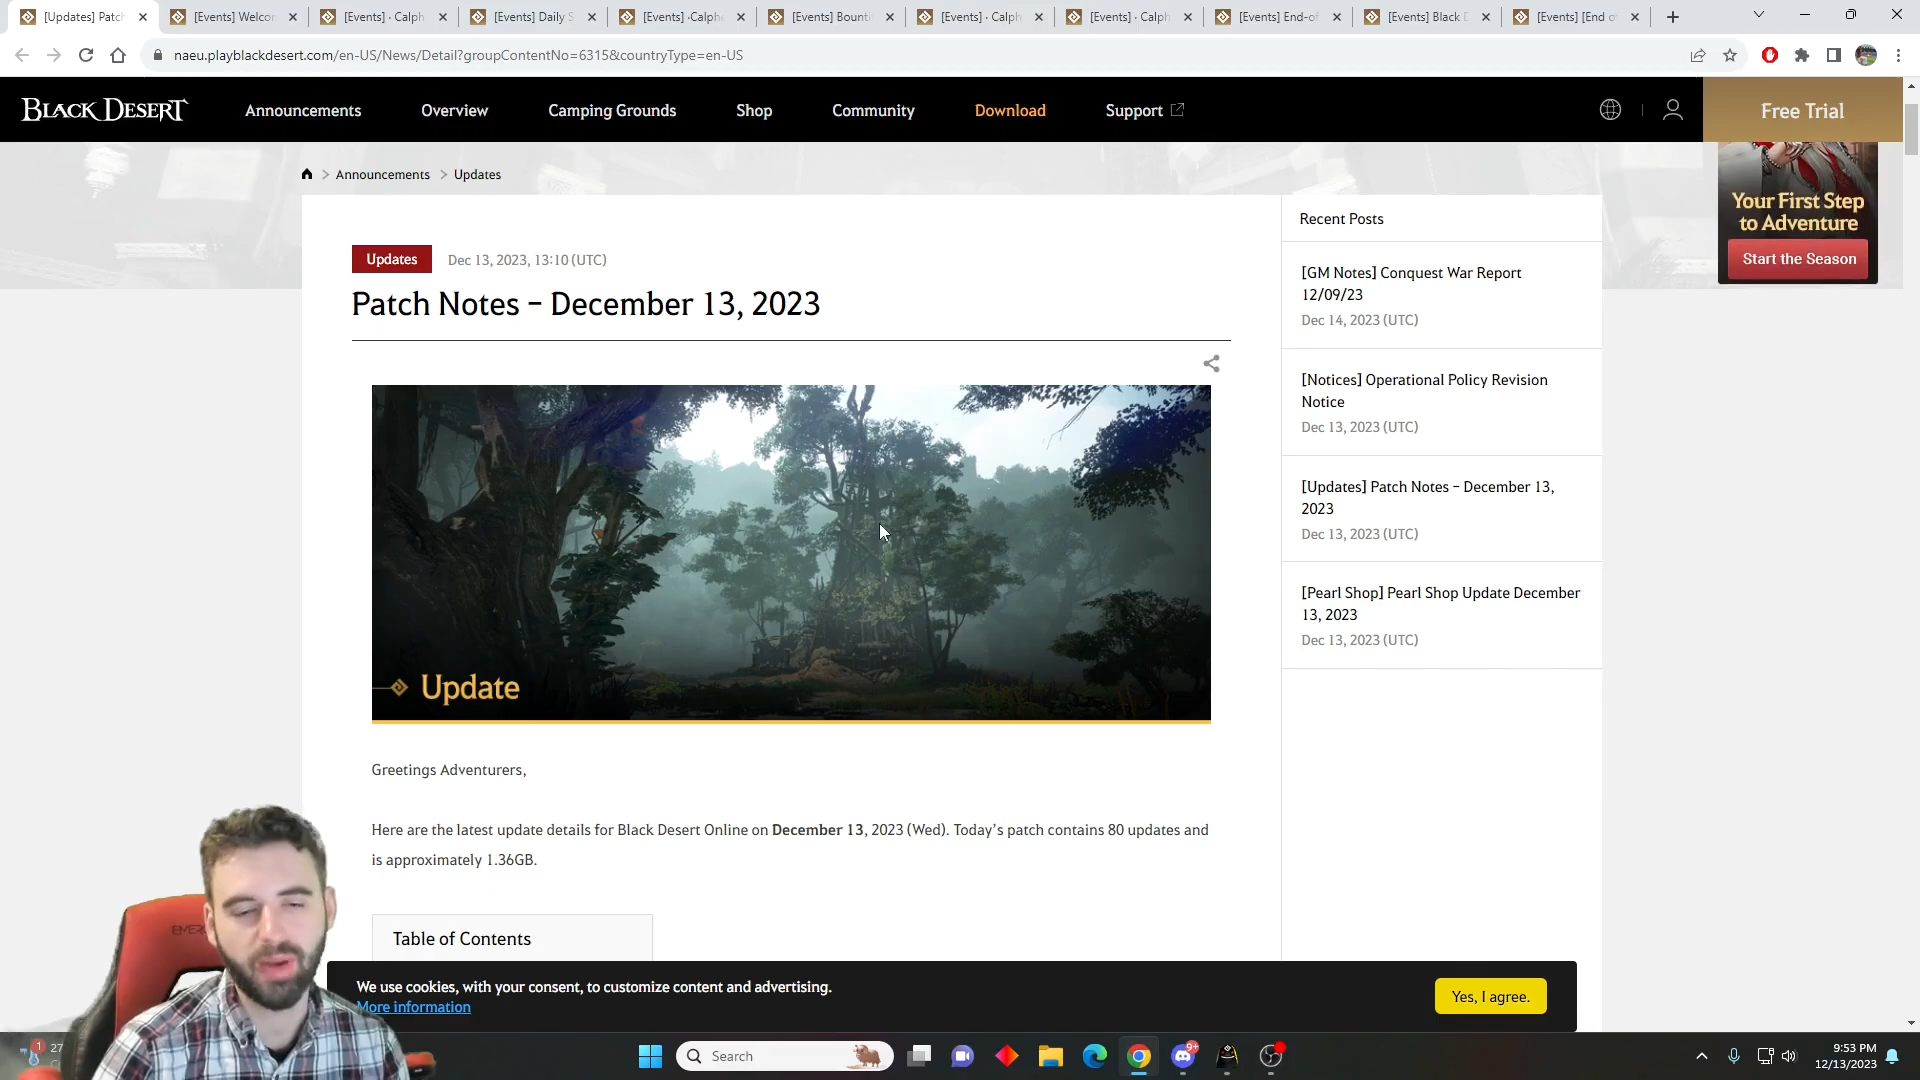 [Updates] Patch
[Events] Welcon
[Events] · Calph
[Events] Daily S
[Events] ·Calphe
[Events] Bounti
[Events] · Calph
[Events] · Calph
[Events] End-of
[Events] Black D
[Events] [End of
naeu.playblackdesert.com/en-US/News/Detail?groupContentNo=6315&countryType=en-US
BLACK DESERT
Announcements
Overview
Camping Grounds
Shop
Community
Download
Support
Free Trial
> Announcements > Updates
Your First Step
to Adventure
Start the Season
Updates
Dec 13, 2023, 13:10 (UTC)
Patch Notes – December 13, 2023
Update
Greetings Adventurers,
Here are the latest update details for Black Desert Online on December 13, 2023 (Wed). Today's patch contains 80 updates and
is approximately 1.36GB.
Table of Contents
Recent Posts
[GM Notes] Conquest War Report
12/09/23
Dec 14, 2023 (UTC)
[Notices] Operational Policy Revision
Notice
Dec 13, 2023 (UTC)
[Updates] Patch Notes – December 13,
2023
Dec 13, 2023 (UTC)
[Pearl Shop] Pearl Shop Update December
13, 2023
Dec 13, 2023 (UTC)
We use cookies, with your consent, to customize content and advertising.
More information
Yes, I agree.
1
27
Search
9+
9:53 PM
12/13/2023